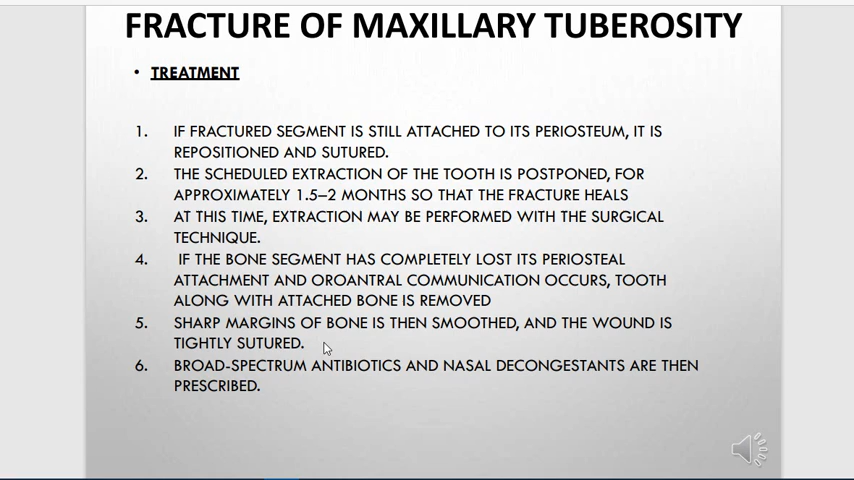 FRACTURE OF MAXILLARY TUBEROSITY
• TREATMENT
1. IF FRACTURED SEGMENT IS STILL ATTACHED TO ITS PERIOSTEUM, IT IS
REPOSITIONED AND SUTURED.
2. THE SCHEDULED EXTRACTION OF THE TOOTH IS POSTPONED, FOR
APPROXIMATELY 1.5–2 MONTHS SO THAT THE FRACTURE HEALS
3. AT THIS TIME, EXTRACTION MAY BE PERFORMED WITH THE SURGICAL
TECHNIQUE.
4. IF THE BONE SEGMENT HAS COMPLETELY LOST ITS PERIOSTEAL
ATTACHMENT AND OROANTRAL COMMUNICATION OCCURS, TOOTH
ALONG WITH ATTACHED BONE IS REMOVED
5. SHARP MARGINS OF BONE IS THEN SMOOTHED, AND THE WOUND IS
TIGHTLY SUTURED.
6. BROAD-SPECTRUM ANTIBIOTICS AND NASAL DECONGESTANTS ARE THEN
PRESCRIBED.